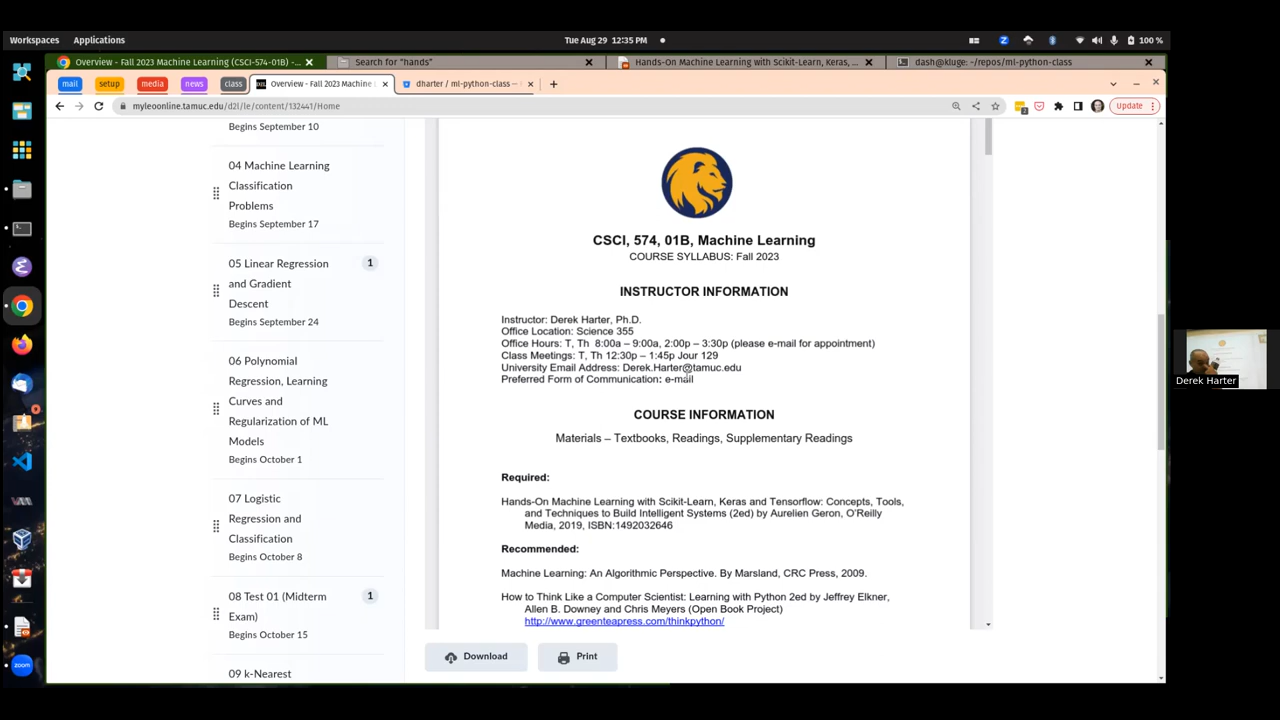 Workspaces
Applications
Tue Aug 29 12:35 PM
100 %
Overview - Fall 2023 Machine Learning (CSCI-574-01B) -...
Search for "hands"
Hands-On Machine Learning with Scikit-Learn, Keras, ...
dash@kluge: ~/repos/ml-python-class
mail
setup
media
news
class
Overview - Fall 2023 Machine L
dharter / ml-python-class —
myleoonline.tamuc.edu/d2l/le/content/132441/Home
Update
Begins September 10
04 Machine Learning
Classification
Problems
Begins September 17
05 Linear Regression
and Gradient
Descent
1
Begins September 24
06 Polynomial
Regression, Learning
Curves and
Regularization of ML
Models
Begins October 1
07 Logistic
Regression and
Classification
Begins October 8
08 Test 01 (Midterm
Exam)
1
Begins October 15
09 k-Nearest
CSCI, 574, 01B, Machine Learning
COURSE SYLLABUS: Fall 2023
INSTRUCTOR INFORMATION
Instructor: Derek Harter, Ph.D.
Office Location: Science 355
Office Hours: T, Th 8:00a – 9:00a, 2:00p – 3:30p (please e-mail for appointment)
Class Meetings: T, Th 12:30p – 1:45p Jour 129
University Email Address: Derek.Harter@tamuc.edu
Preferred Form of Communication: e-mail
COURSE INFORMATION
Materials – Textbooks, Readings, Supplementary Readings
Required:
Hands-On Machine Learning with Scikit-Learn, Keras and Tensorflow: Concepts, Tools,
and Techniques to Build Intelligent Systems (2ed) by Aurelien Geron, O'Reilly
Media, 2019, ISBN:1492032646
Recommended:
Machine Learning: An Algorithmic Perspective. By Marsland, CRC Press, 2009.
How to Think Like a Computer Scientist: Learning with Python 2ed by Jeffrey Elkner,
Allen B. Downey and Chris Meyers (Open Book Project)
http://www.greenteapress.com/thinkpython/
Download
Print
zoom
Derek Harter